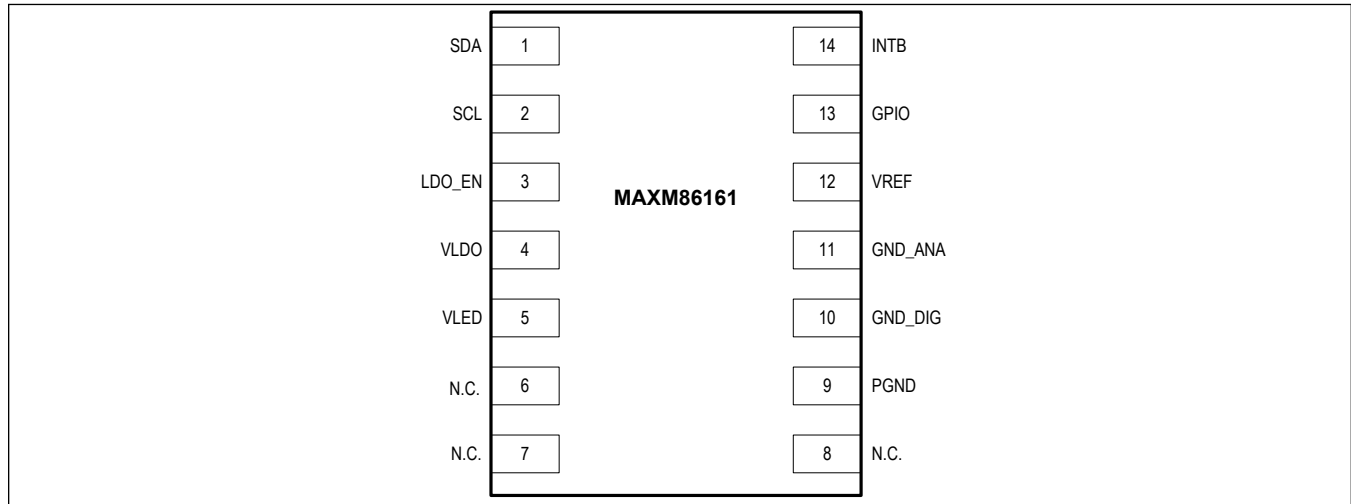 SDA 1 14 INTB
SCL 2 13 GPIO
LDO_EN 3 MAXM86161 12 VREF
VLDO 4 11 GND_ANA
VLED 5 10 GND_DIG
N.C. 6 9 PGND
N.C. 7 8 N.C.